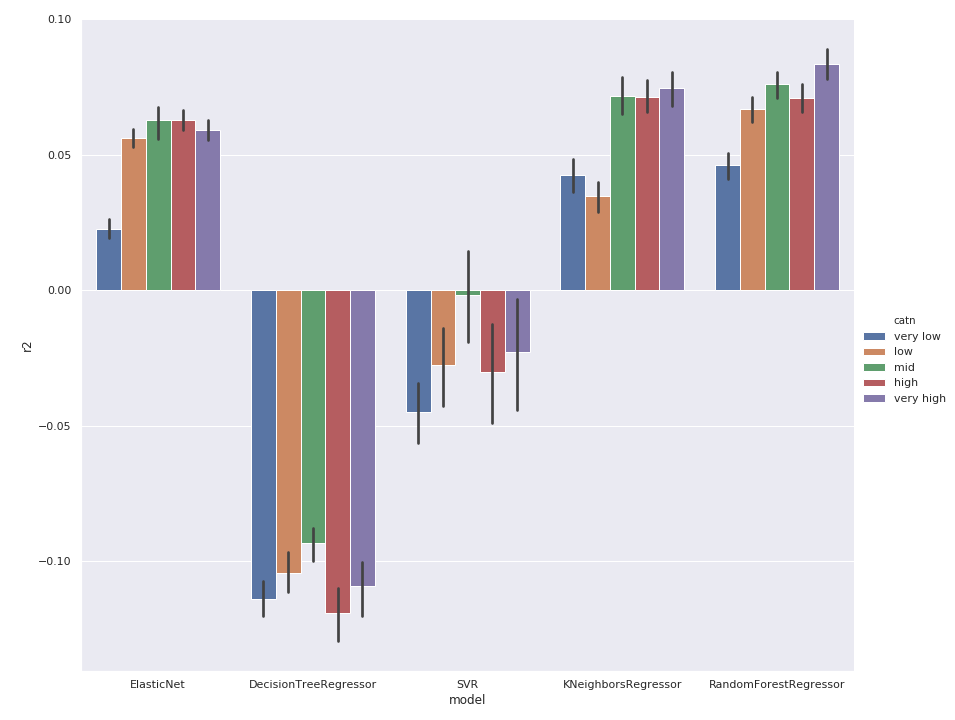 0.10
0.05
0.00
−0.05
−0.10
r2
ElasticNet
DecisionTreeRegressor
SVR
KNeighborsRegressor
RandomForestRegressor
model
catn
very low
low
mid
high
very high